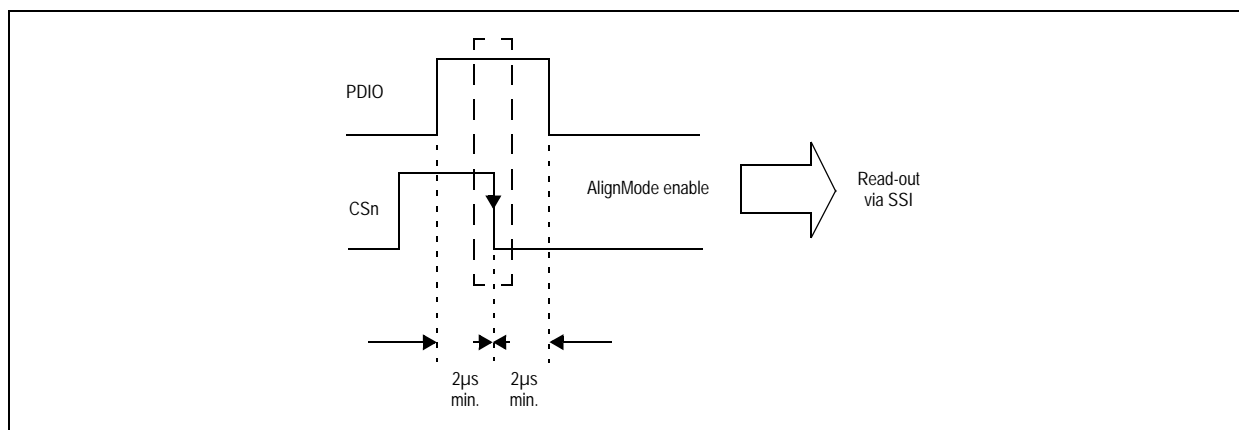 PDIO
CSn
AlignMode enable
Read-out
via SSI
2µs
min.
2µs
min.